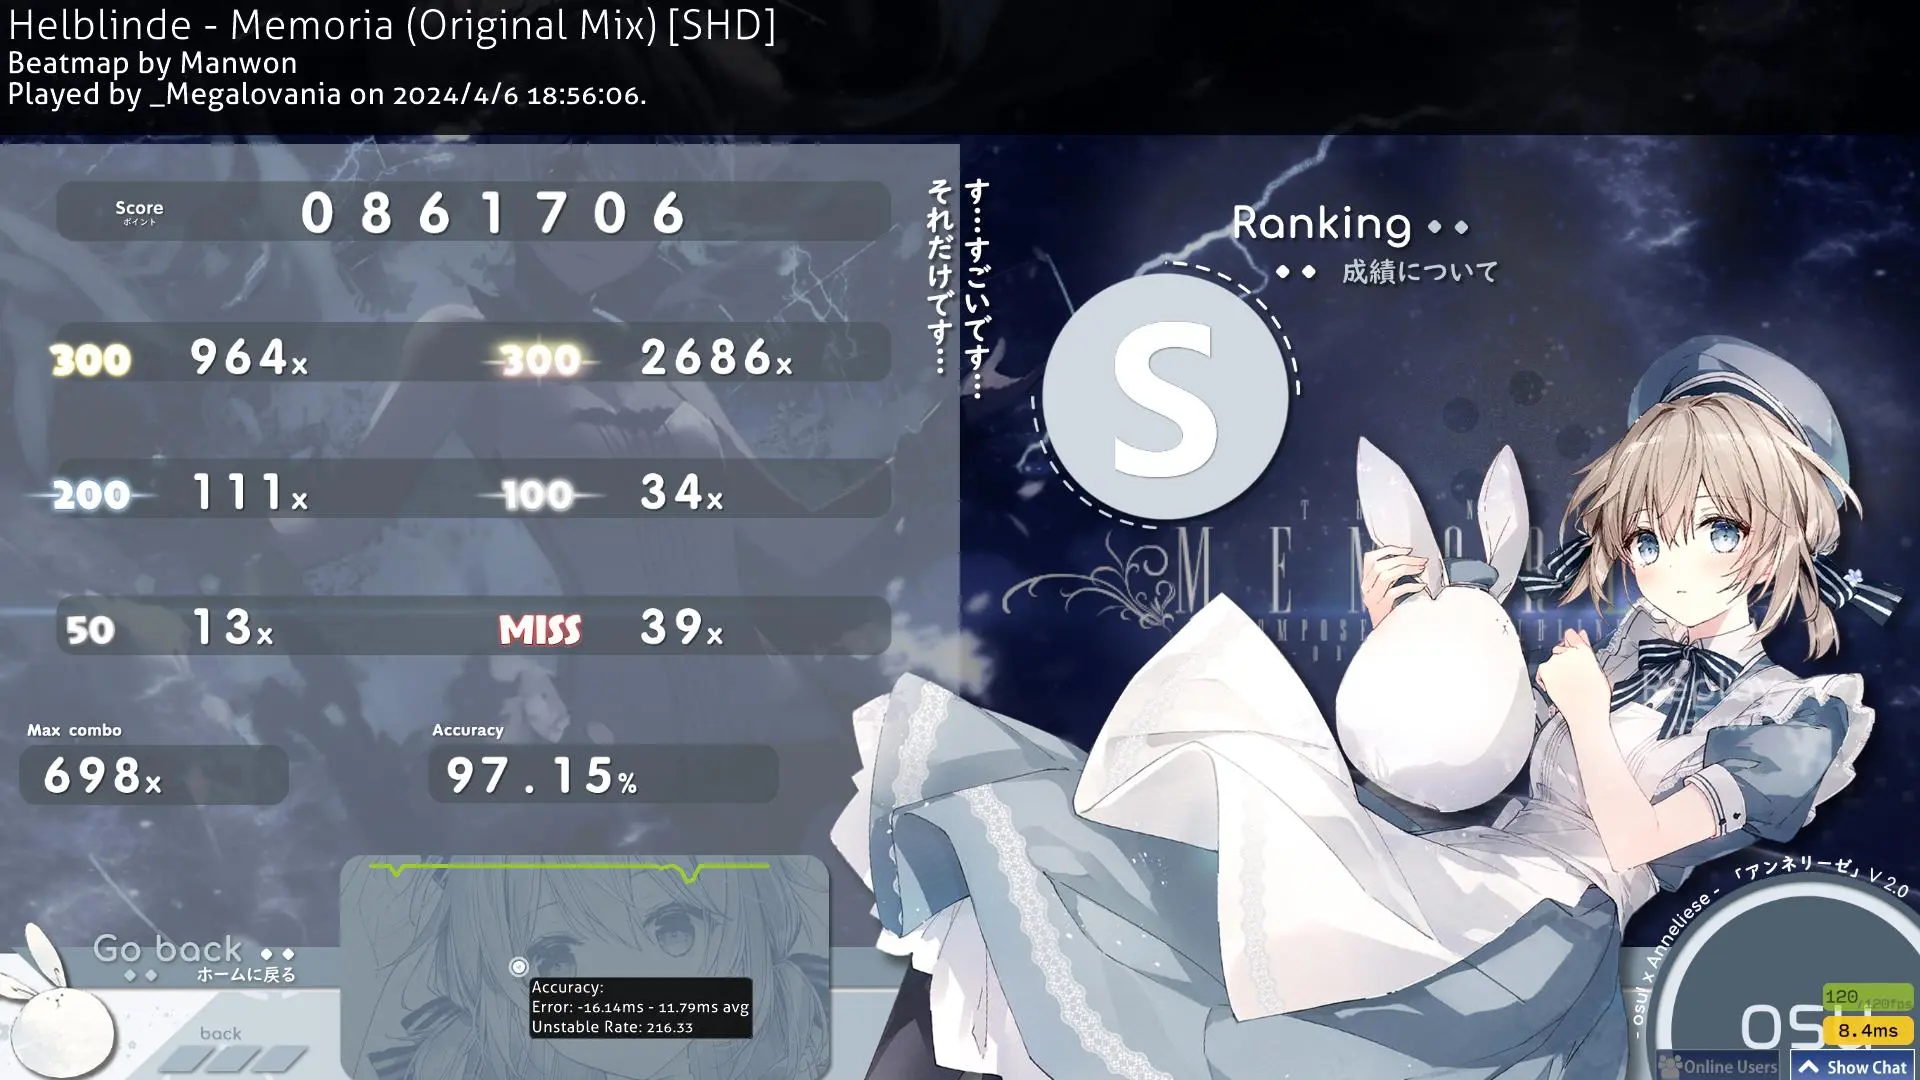 Helblinde - Memoria (Original Mix) [SHD]
Beatmap by Manwon
Played by _Megalovania on 2024/4/6 18:56:06.
Score
ポイント
0861706
す…すごいです…
それだけです…
Ranking
成績について
S
300 964x 300 2686x
200 111x 100 34x
50 13x MISS 39x
Max combo
698x
Accuracy
97.15%
Go back
ホームに戻る
back
Accuracy:
Error: -16.14ms - 11.79ms avg
Unstable Rate: 216.33
- osu! x Anneliese - 「アンネリーゼ」 V 2.0
120 /120fps
8.4ms
osu
Online Users
Show Chat